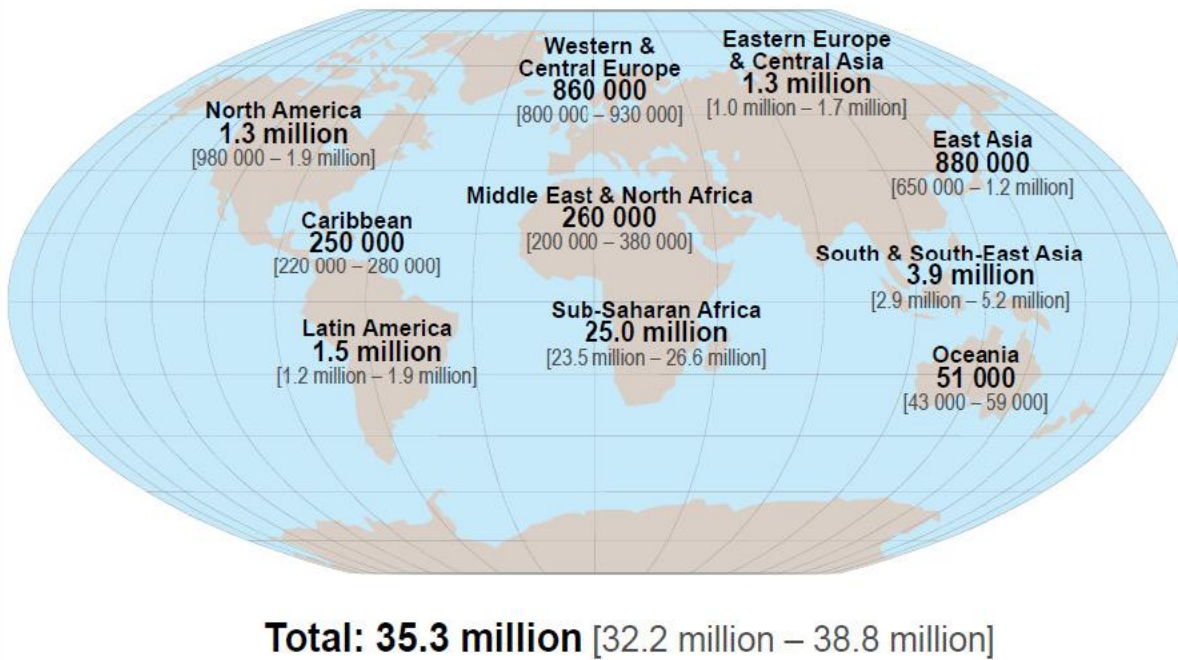 Western &
Central Europe
860 000
[800 000 – 930 000]
Eastern Europe
& Central Asia
1.3 million
[1.0 million – 1.7 million]
North America
1.3 million
[980 000 – 1.9 million]
East Asia
880 000
[650 000 – 1.2 million]
Middle East & North Africa
260 000
[200 000 – 380 000]
Caribbean
250 000
[220 000 – 280 000]
South & South-East Asia
3.9 million
[2.9 million – 5.2 million]
Sub-Saharan Africa
25.0 million
[23.5 million – 26.6 million]
Latin America
1.5 million
[1.2 million – 1.9 million]
Oceania
51 000
[43 000 – 59 000]
Total: 35.3 million [32.2 million – 38.8 million]